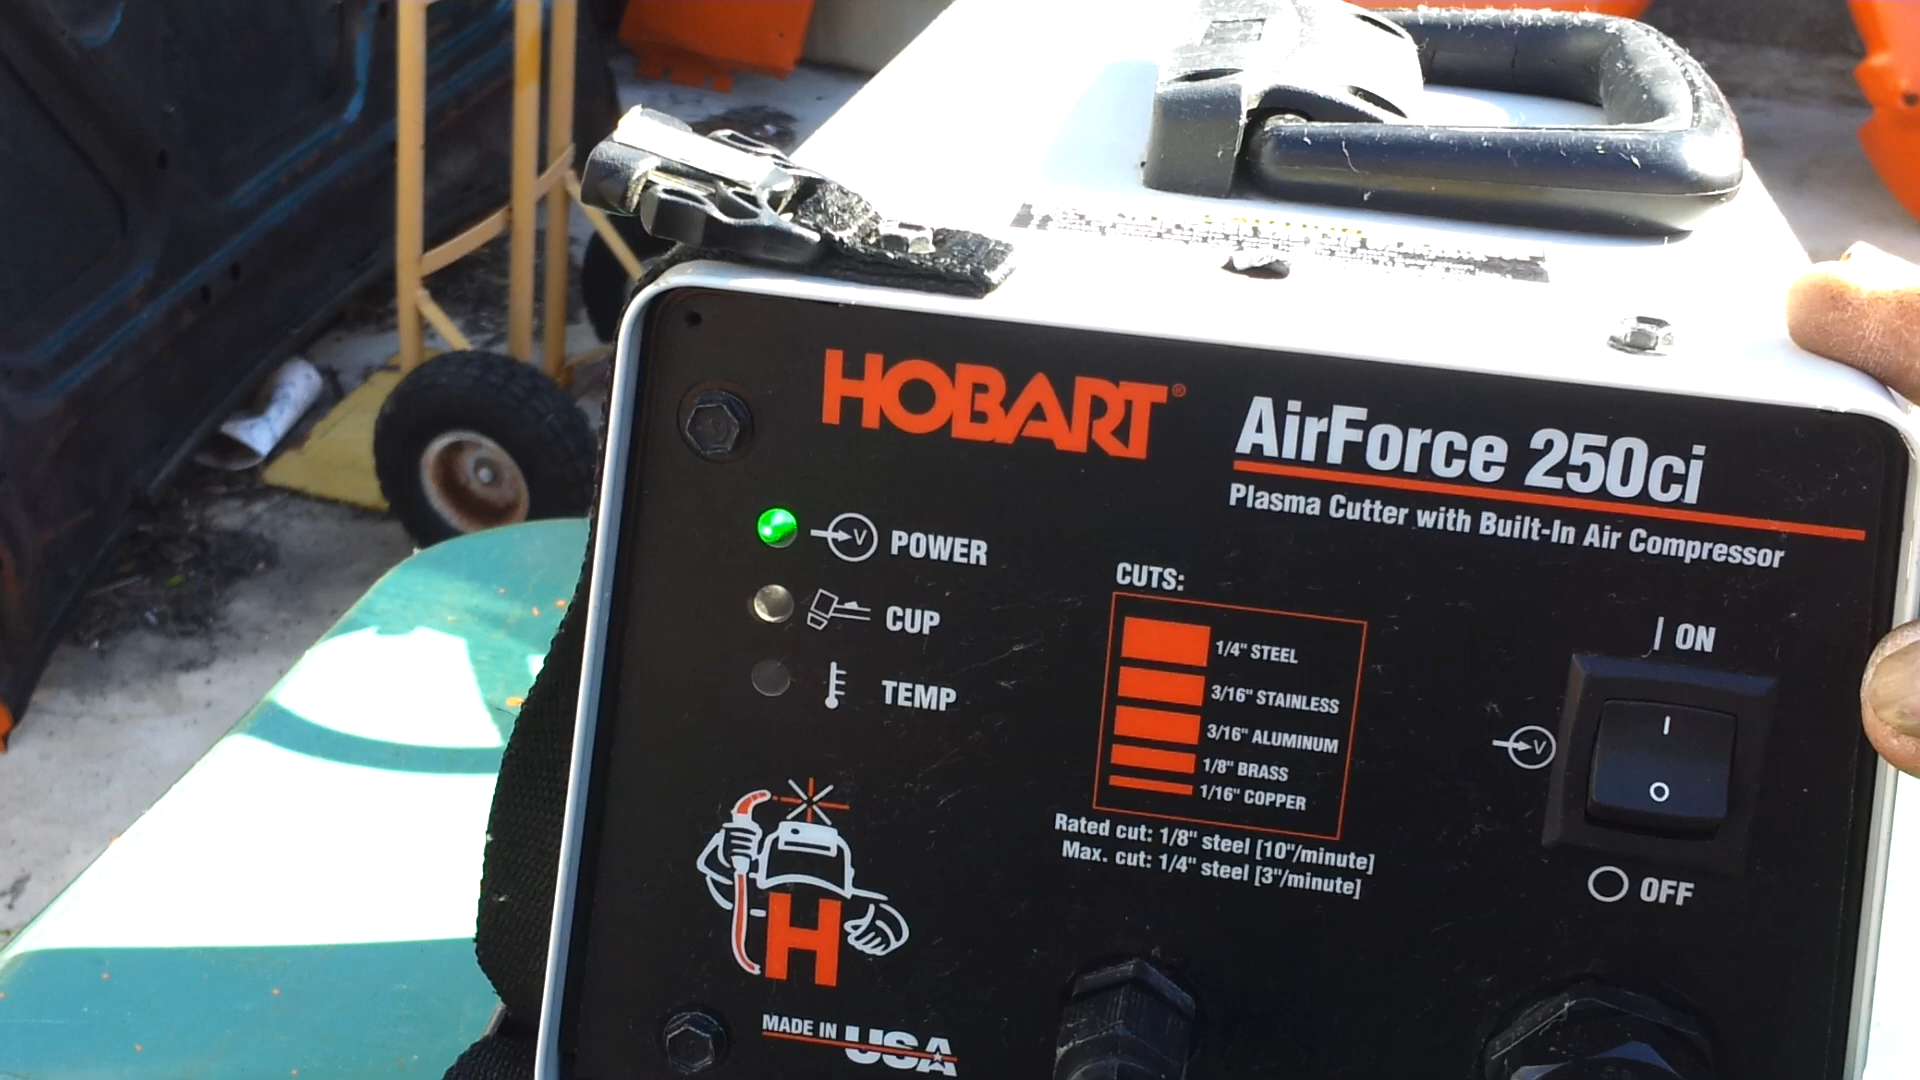 HOBART®
AirForce 250ci
Plasma Cutter with Built-In Air Compressor
V POWER
CUP
TEMP
CUTS:
1/4" STEEL
3/16" STAINLESS
3/16" ALUMINUM
1/8" BRASS
1/16" COPPER
Rated cut: 1/8" steel [10"/minute]
Max. cut: 1/4" steel [3"/minute]
| ON
V
I
O
O OFF
H
MADE IN USA